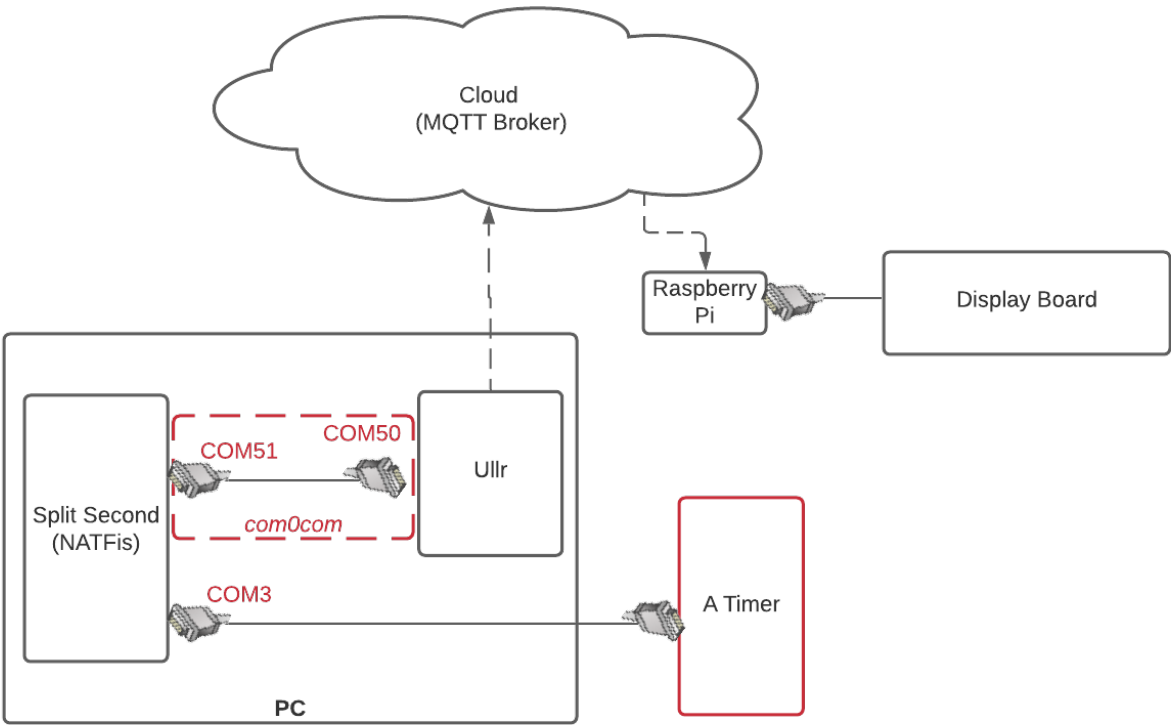 Cloud
(MQTT Broker)
Raspberry
Pi
Display Board
COM50
COM51
Ullr
Split Second
(NATFis)
com0com
COM3
A Timer
PC